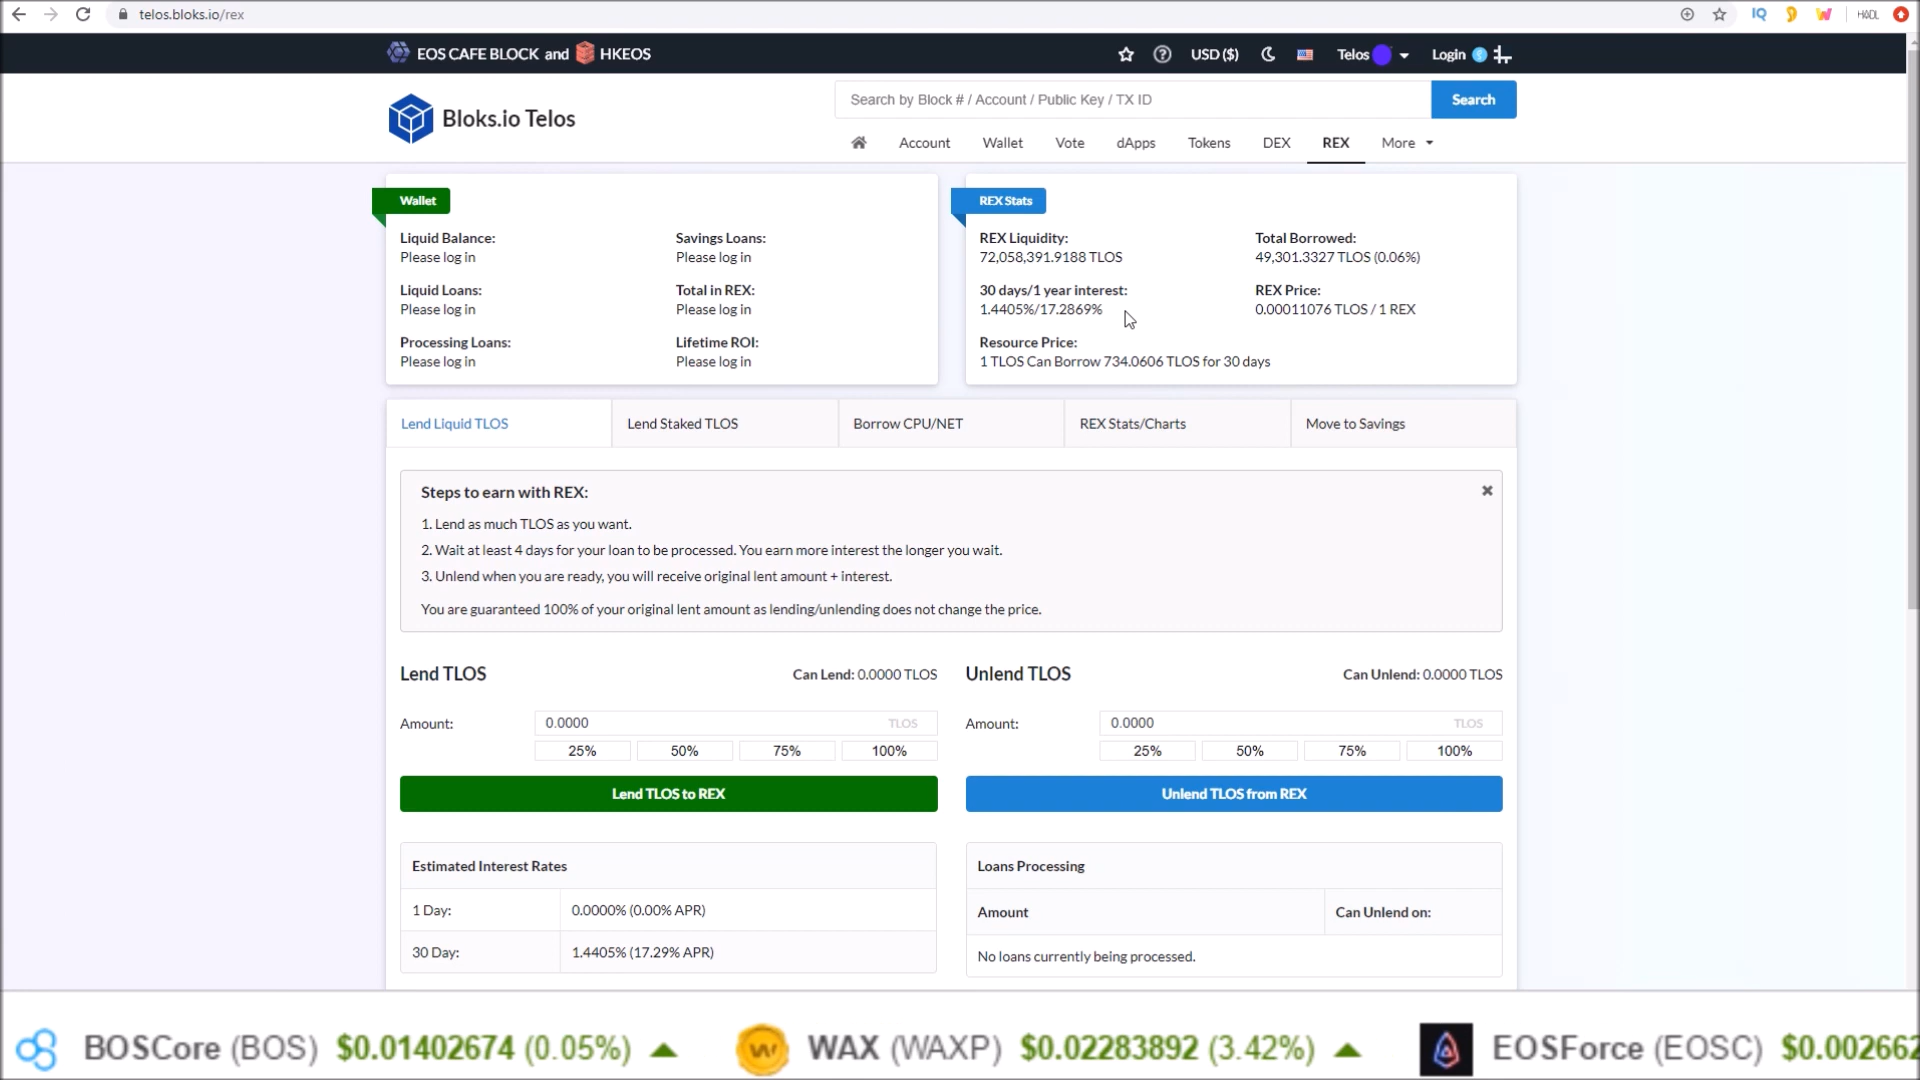 telos.bloks.io/rex
IQ
HADL
EOS CAFE BLOCK and HKEOS
USD ($)
Telos
Login
Bloks.io Telos
Search by Block # / Account / Public Key / TX ID
Search
Account
Wallet
Vote
dApps
Tokens
DEX
REX
More
Wallet
Liquid Balance:
Please log in
Savings Loans:
Please log in
Liquid Loans:
Please log in
Total in REX:
Please log in
Processing Loans:
Please log in
Lifetime ROI:
Please log in
REX Stats
REX Liquidity:
72,058,391.9188 TLOS
Total Borrowed:
49,301.3327 TLOS (0.06%)
30 days/1 year interest:
1.4405%/17.2869%
REX Price:
0.00011076 TLOS / 1 REX
Resource Price:
1 TLOS Can Borrow 734.0606 TLOS for 30 days
Lend Liquid TLOS
Lend Staked TLOS
Borrow CPU/NET
REX Stats/Charts
Move to Savings
Steps to earn with REX:
1. Lend as much TLOS as you want.
2. Wait at least 4 days for your loan to be processed. You earn more interest the longer you wait.
3. Unlend when you are ready, you will receive original lent amount + interest.
You are guaranteed 100% of your original lent amount as lending/unlending does not change the price.
Lend TLOS
Can Lend: 0.0000 TLOS
Amount:
0.0000
TLOS
25%
50%
75%
100%
Lend TLOS to REX
Unlend TLOS
Can Unlend: 0.0000 TLOS
Amount:
0.0000
TLOS
25%
50%
75%
100%
Unlend TLOS from REX
Estimated Interest Rates
1 Day:
0.0000% (0.00% APR)
30 Day:
1.4405% (17.29% APR)
Loans Processing
Amount
Can Unlend on:
No loans currently being processed.
BOSCore (BOS) $0.01402674 (0.05%)
WAX (WAXP) $0.02283892 (3.42%)
EOSForce (EOSC) $0.002662